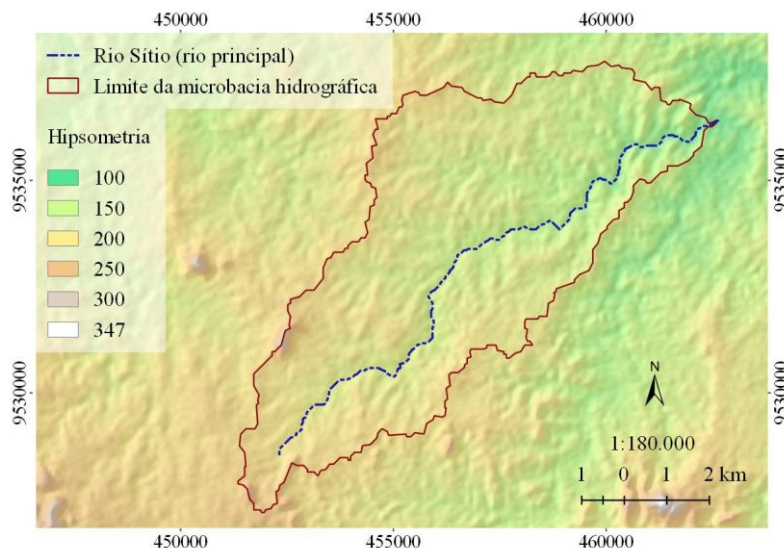 450000 455000 460000
Rio Sítio (rio principal)
Limite da microbacia hidrográfica
Hipsometria
100
150
200
250
300
347
9535000
9535000
9530000
9530000
N
1:180.000
1 0 1 2 km
450000 455000 460000